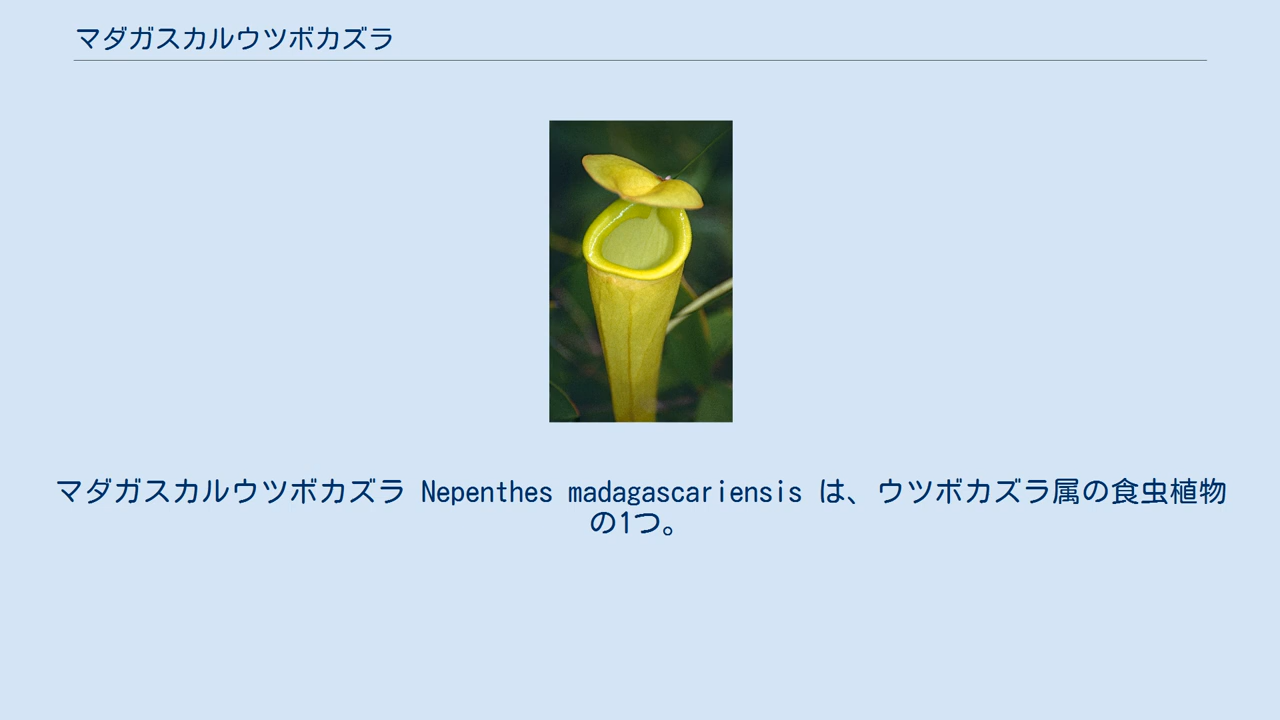 マダガスカルウツボカズラ
マダガスカルウツボカズラ Nepenthes madagascariensis は、ウツボカズラ属の食虫植物
の1つ。